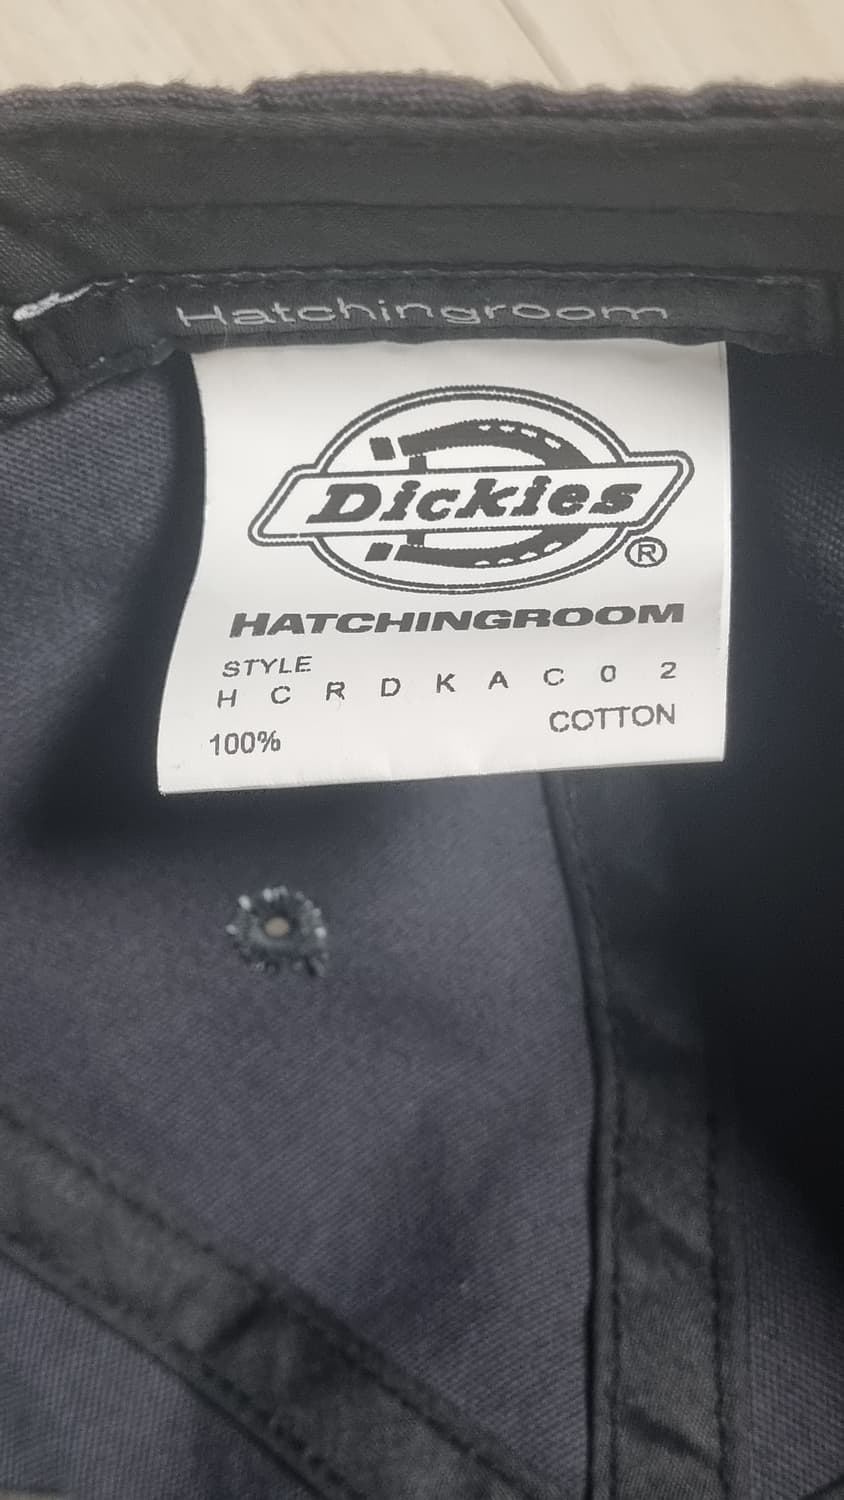 Hatchingroom
Dickies
®
HATCHINGROOM
STYLE
H C R D K A C 0 2
100% COTTON